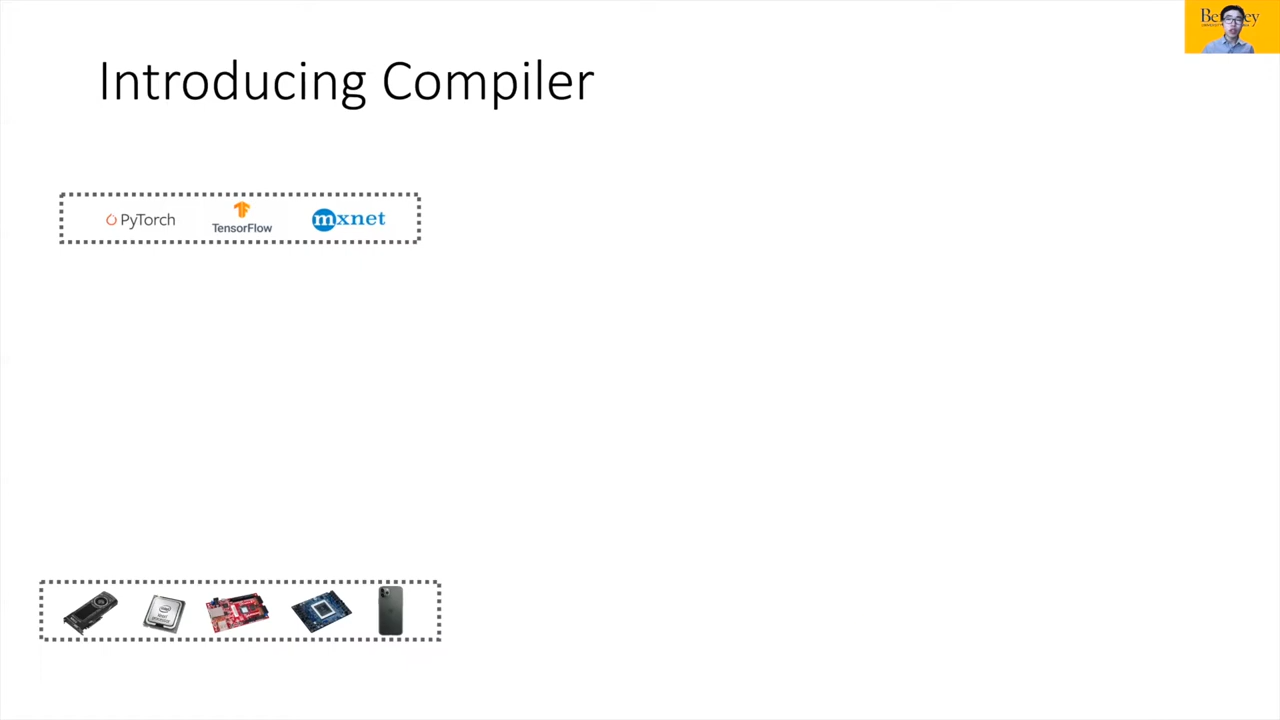 Introducing Compiler
PyTorch
TensorFlow
mxnet